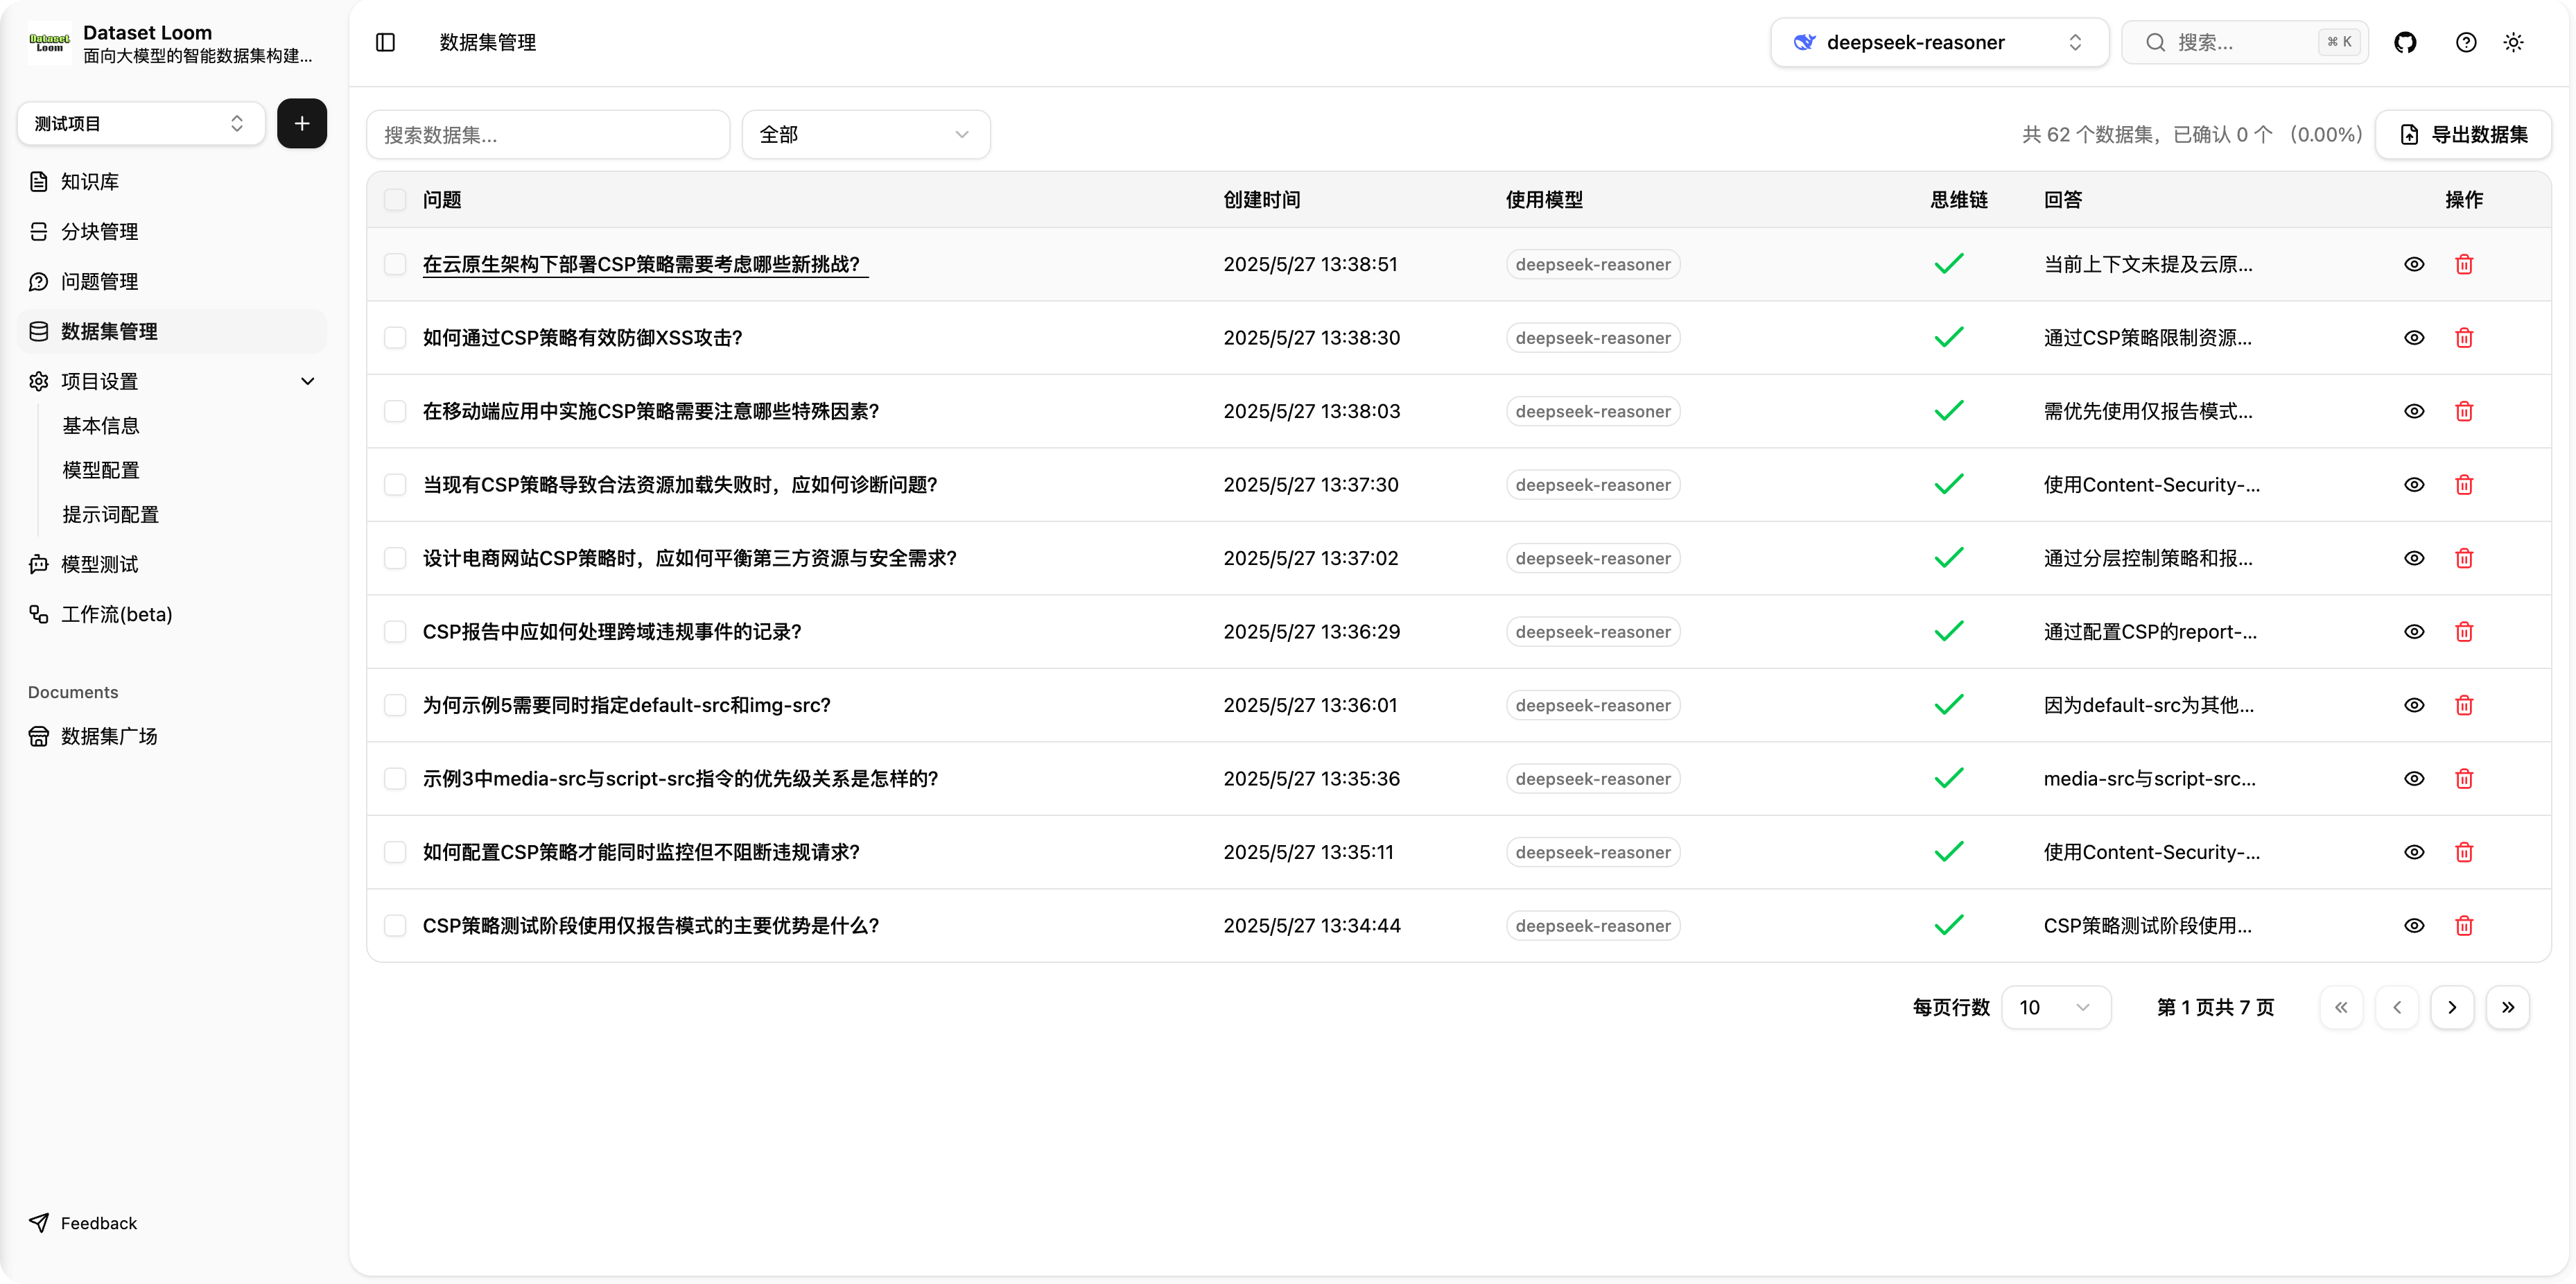 Dataset Loom
Dataset Loom
面向大模型的智能数据集构建...
测试项目
知识库
分块管理
问题管理
数据集管理
项目设置
基本信息
模型配置
提示词配置
模型测试
工作流(beta)
Documents
数据集广场
Feedback
数据集管理
deepseek-reasoner
搜索...
⌘ K
搜索数据集...
全部
共 62 个数据集，已确认 0 个 （0.00%）
导出数据集
问题 创建时间 使用模型 思维链 回答 操作
在云原生架构下部署CSP策略需要考虑哪些新挑战？ 2025/5/27 13:38:51 deepseek-reasoner 当前上下文未提及云原...
如何通过CSP策略有效防御XSS攻击？ 2025/5/27 13:38:30 deepseek-reasoner 通过CSP策略限制资源...
在移动端应用中实施CSP策略需要注意哪些特殊因素？ 2025/5/27 13:38:03 deepseek-reasoner 需优先使用仅报告模式...
当现有CSP策略导致合法资源加载失败时，应如何诊断问题？ 2025/5/27 13:37:30 deepseek-reasoner 使用Content-Security-...
设计电商网站CSP策略时，应如何平衡第三方资源与安全需求？ 2025/5/27 13:37:02 deepseek-reasoner 通过分层控制策略和报...
CSP报告中应如何处理跨域违规事件的记录？ 2025/5/27 13:36:29 deepseek-reasoner 通过配置CSP的report-...
为何示例5需要同时指定default-src和img-src？ 2025/5/27 13:36:01 deepseek-reasoner 因为default-src为其他...
示例3中media-src与script-src指令的优先级关系是怎样的？ 2025/5/27 13:35:36 deepseek-reasoner media-src与script-src...
如何配置CSP策略才能同时监控但不阻断违规请求？ 2025/5/27 13:35:11 deepseek-reasoner 使用Content-Security-...
CSP策略测试阶段使用仅报告模式的主要优势是什么？ 2025/5/27 13:34:44 deepseek-reasoner CSP策略测试阶段使用...
每页行数 10 第 1 页共 7 页